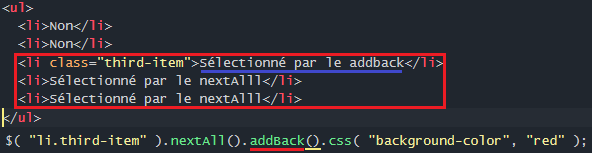 <ul>
<li>Non</li>
<li>Non</li>
<li class="third-item">Sélectionné par le addback</li>
<li>Sélectionné par le nextAlll</li>
<li>Sélectionné par le nextAlll</li>
</ul>
$( "li.third-item" ).nextAll().addBack().css( "background-color", "red" );